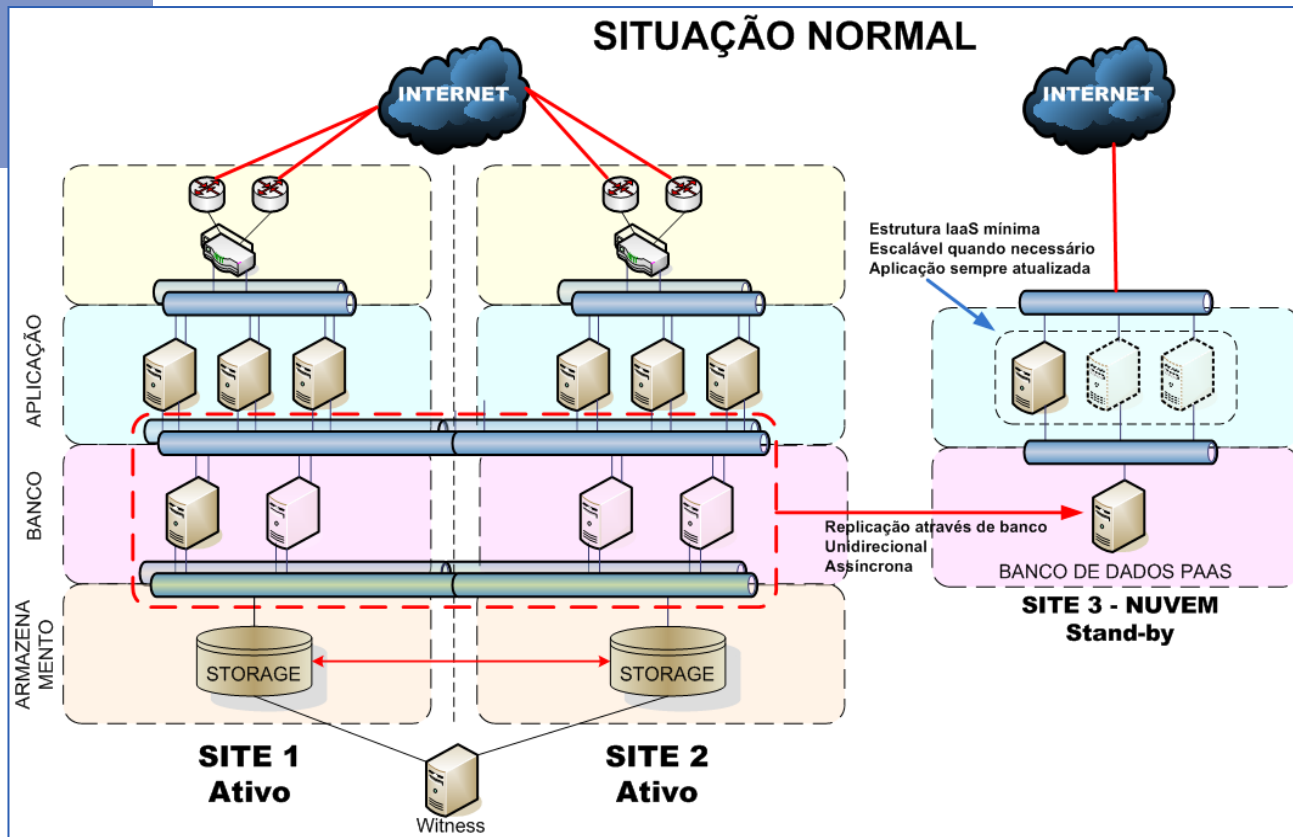 SITUAÇÃO NORMAL
INTERNET
INTERNET
Estrutura IaaS mínima
Escalável quando necessário
Aplicação sempre atualizada
APLICAÇÃO
BANCO
Replicação através de banco
Unidirecional
Assíncrona
BANCO DE DADOS PAAS
SITE 3 - NUVEM
Stand-by
ARMAZENA
MENTO
STORAGE
STORAGE
SITE 1
Ativo
SITE 2
Ativo
Witness